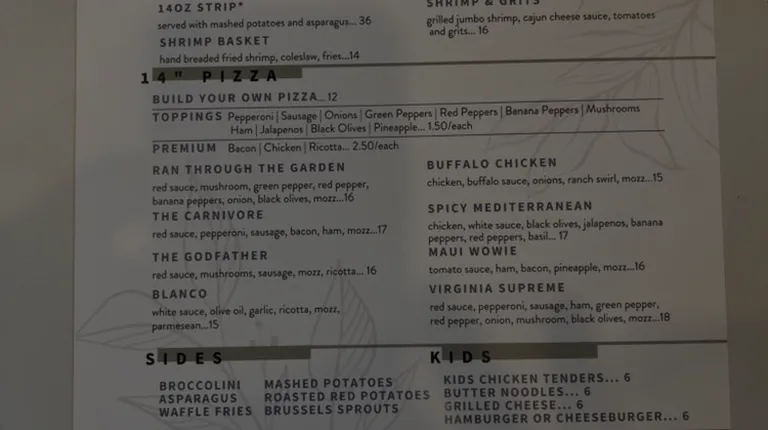 14OZ STRIP*
served with mashed potatoes and asparagus... 36
SHRIMP BASKET
hand breaded fried shrimp, coleslaw, fries...14
SHRIMP & GRITS
grilled jumbo shrimp, cajun cheese sauce, tomatoes
and grits... 16
14" PIZZA
BUILD YOUR OWN PIZZA...12
TOPPINGS Pepperoni | Sausage | Onions | Green Peppers | Red Peppers | Banana Peppers | Mushrooms
Ham | Jalapenos | Black Olives | Pineapple... 1.50/each
PREMIUM Bacon | Chicken | Ricotta... 2.50/each
RAN THROUGH THE GARDEN
red sauce, mushroom, green pepper, red pepper,
banana peppers, onion, black olives, mozz...16
THE CARNIVORE
red sauce, pepperoni, sausage, bacon, ham, mozz...17
THE GODFATHER
red sauce, mushrooms, sausage, mozz, ricotta... 16
BLANCO
white sauce, olive oil, garlic, ricotta, mozz,
parmesean...15
BUFFALO CHICKEN
chicken, buffalo sauce, onions, ranch swirl, mozz...15
SPICY MEDITERRANEAN
chicken, white sauce, black olives, jalapenos, banana
peppers, red peppers, basil... 17
MAUI WOWIE
tomato sauce, ham, bacon, pineapple, mozz...16
VIRGINIA SUPREME
red sauce, pepperoni, sausage, ham, green pepper,
red pepper, onion, mushroom, black olives, mozz...18
SIDES
BROCCOLINI
ASPARAGUS
WAFFLE FRIES
MASHED POTATOES
ROASTED RED POTATOES
BRUSSELS SPROUTS
KIDS
KIDS CHICKEN TENDERS... 6
BUTTER NOODLES... 6
GRILLED CHEESE... 6
HAMBURGER OR CHEESEBURGER... 6